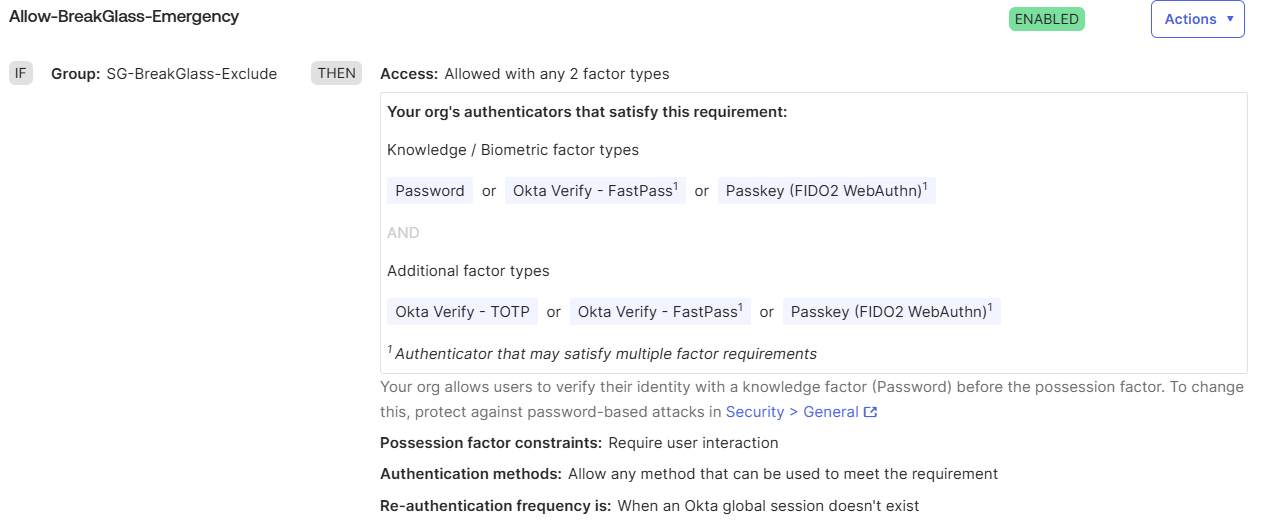 Allow-BreakGlass-Emergency
ENABLED
Actions
IF Group: SG-BreakGlass-Exclude THEN Access: Allowed with any 2 factor types
Your org's authenticators that satisfy this requirement:
Knowledge / Biometric factor types
Password or Okta Verify - FastPass¹ or Passkey (FIDO2 WebAuthn)¹
AND
Additional factor types
Okta Verify - TOTP or Okta Verify - FastPass¹ or Passkey (FIDO2 WebAuthn)¹
¹ Authenticator that may satisfy multiple factor requirements
Your org allows users to verify their identity with a knowledge factor (Password) before the possession factor. To change
this, protect against password-based attacks in Security > General
Possession factor constraints: Require user interaction
Authentication methods: Allow any method that can be used to meet the requirement
Re-authentication frequency is: When an Okta global session doesn't exist